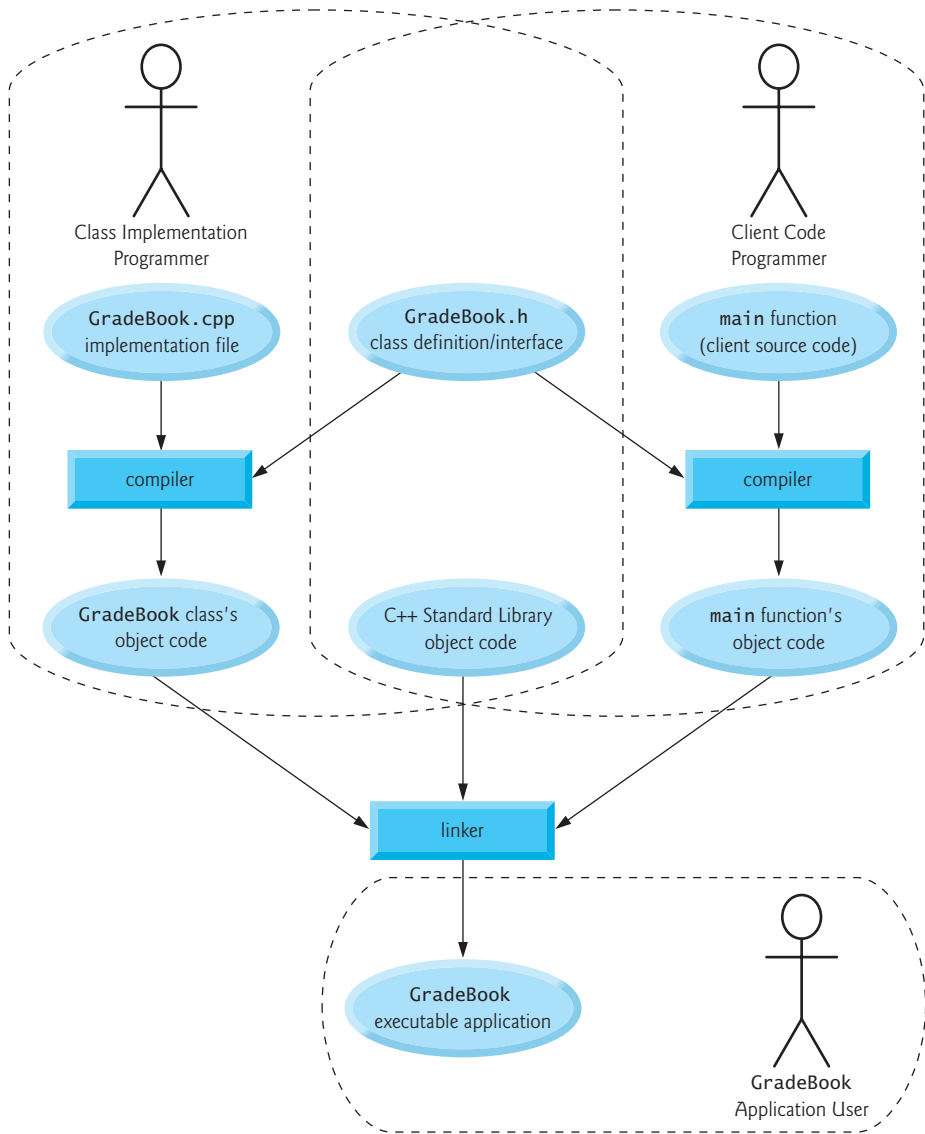 Class Implementation
Programmer
Client Code
Programmer
GradeBook.cpp
implementation file
GradeBook.h
class definition/interface
main function
(client source code)
compiler
compiler
GradeBook class's
object code
C++ Standard Library
object code
main function's
object code
linker
GradeBook
executable application
GradeBook
Application User